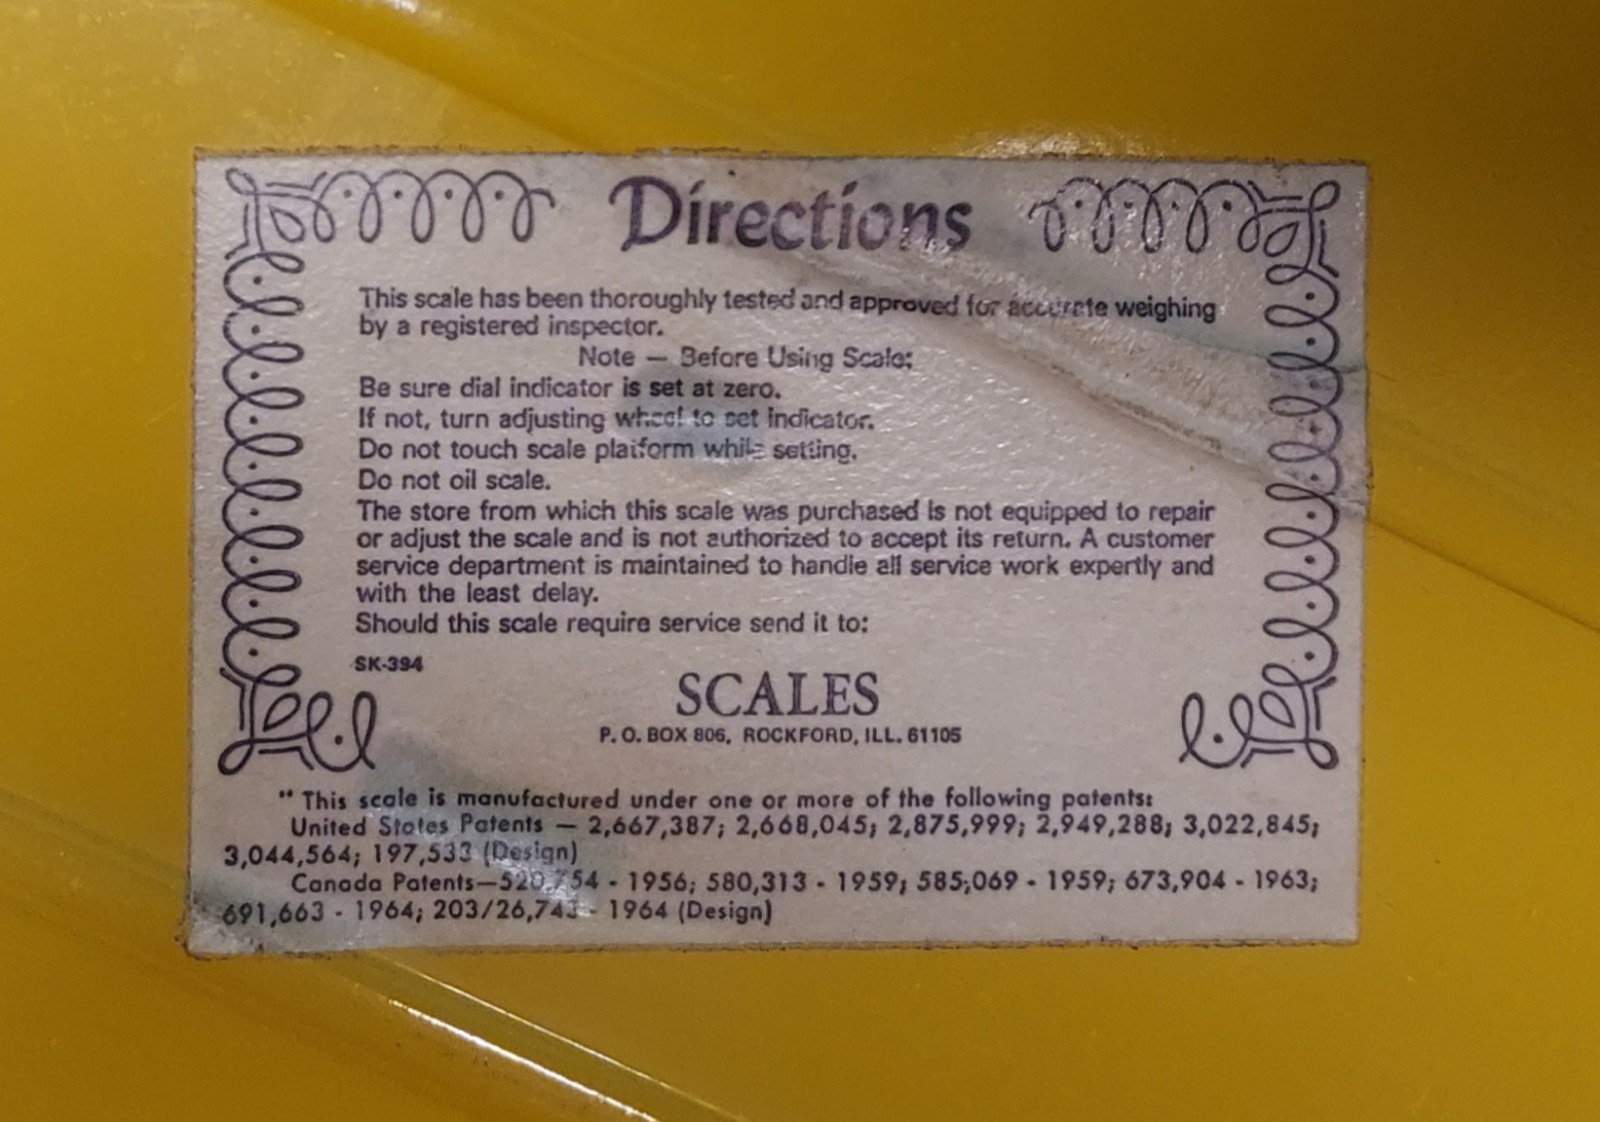 Directions
This scale has been thoroughly tested and approved for accurate weighing
by a registered inspector.
Note — Before Using Scale:
Be sure dial indicator is set at zero.
If not, turn adjusting wheel to set indicator.
Do not touch scale platform while setting.
Do not oil scale.
The store from which this scale was purchased is not equipped to repair
or adjust the scale and is not authorized to accept its return. A customer
service department is maintained to handle all service work expertly and
with the least delay.
Should this scale require service send it to:
SK-394
SCALES
P. O. BOX 806, ROCKFORD, ILL. 61105
" This scale is manufactured under one or more of the following patents:
United States Patents — 2,667,387; 2,668,045; 2,875,999; 2,949,288; 3,022,845;
3,044,564; 197,533 (Design)
Canada Patents— - 1956; 580,313 - 1959; 585,069 - 1959; 673,904 - 1963;
691,663 - 1964; - 1964 (Design)